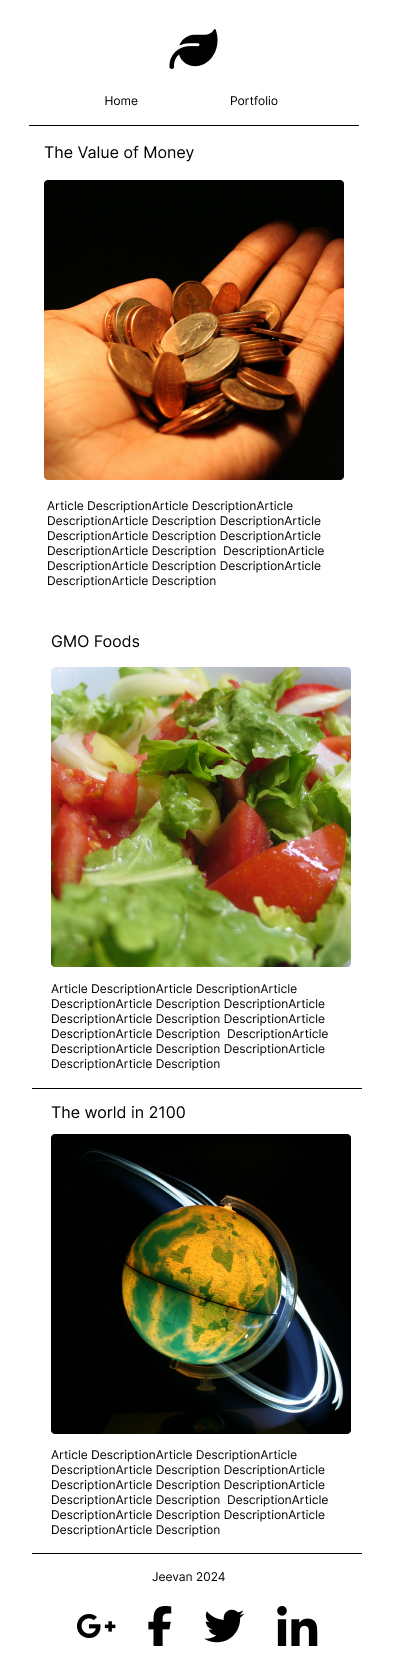 Home Portfolio
The Value of Money
Article DescriptionArticle DescriptionArticle
DescriptionArticle Description DescriptionArticle
DescriptionArticle Description DescriptionArticle
DescriptionArticle Description  DescriptionArticle
DescriptionArticle Description DescriptionArticle
DescriptionArticle Description
GMO Foods
Article DescriptionArticle DescriptionArticle
DescriptionArticle Description DescriptionArticle
DescriptionArticle Description DescriptionArticle
DescriptionArticle Description  DescriptionArticle
DescriptionArticle Description DescriptionArticle
DescriptionArticle Description
The world in 2100
Article DescriptionArticle DescriptionArticle
DescriptionArticle Description DescriptionArticle
DescriptionArticle Description DescriptionArticle
DescriptionArticle Description  DescriptionArticle
DescriptionArticle Description DescriptionArticle
DescriptionArticle Description
Jeevan 2024
G+ f in